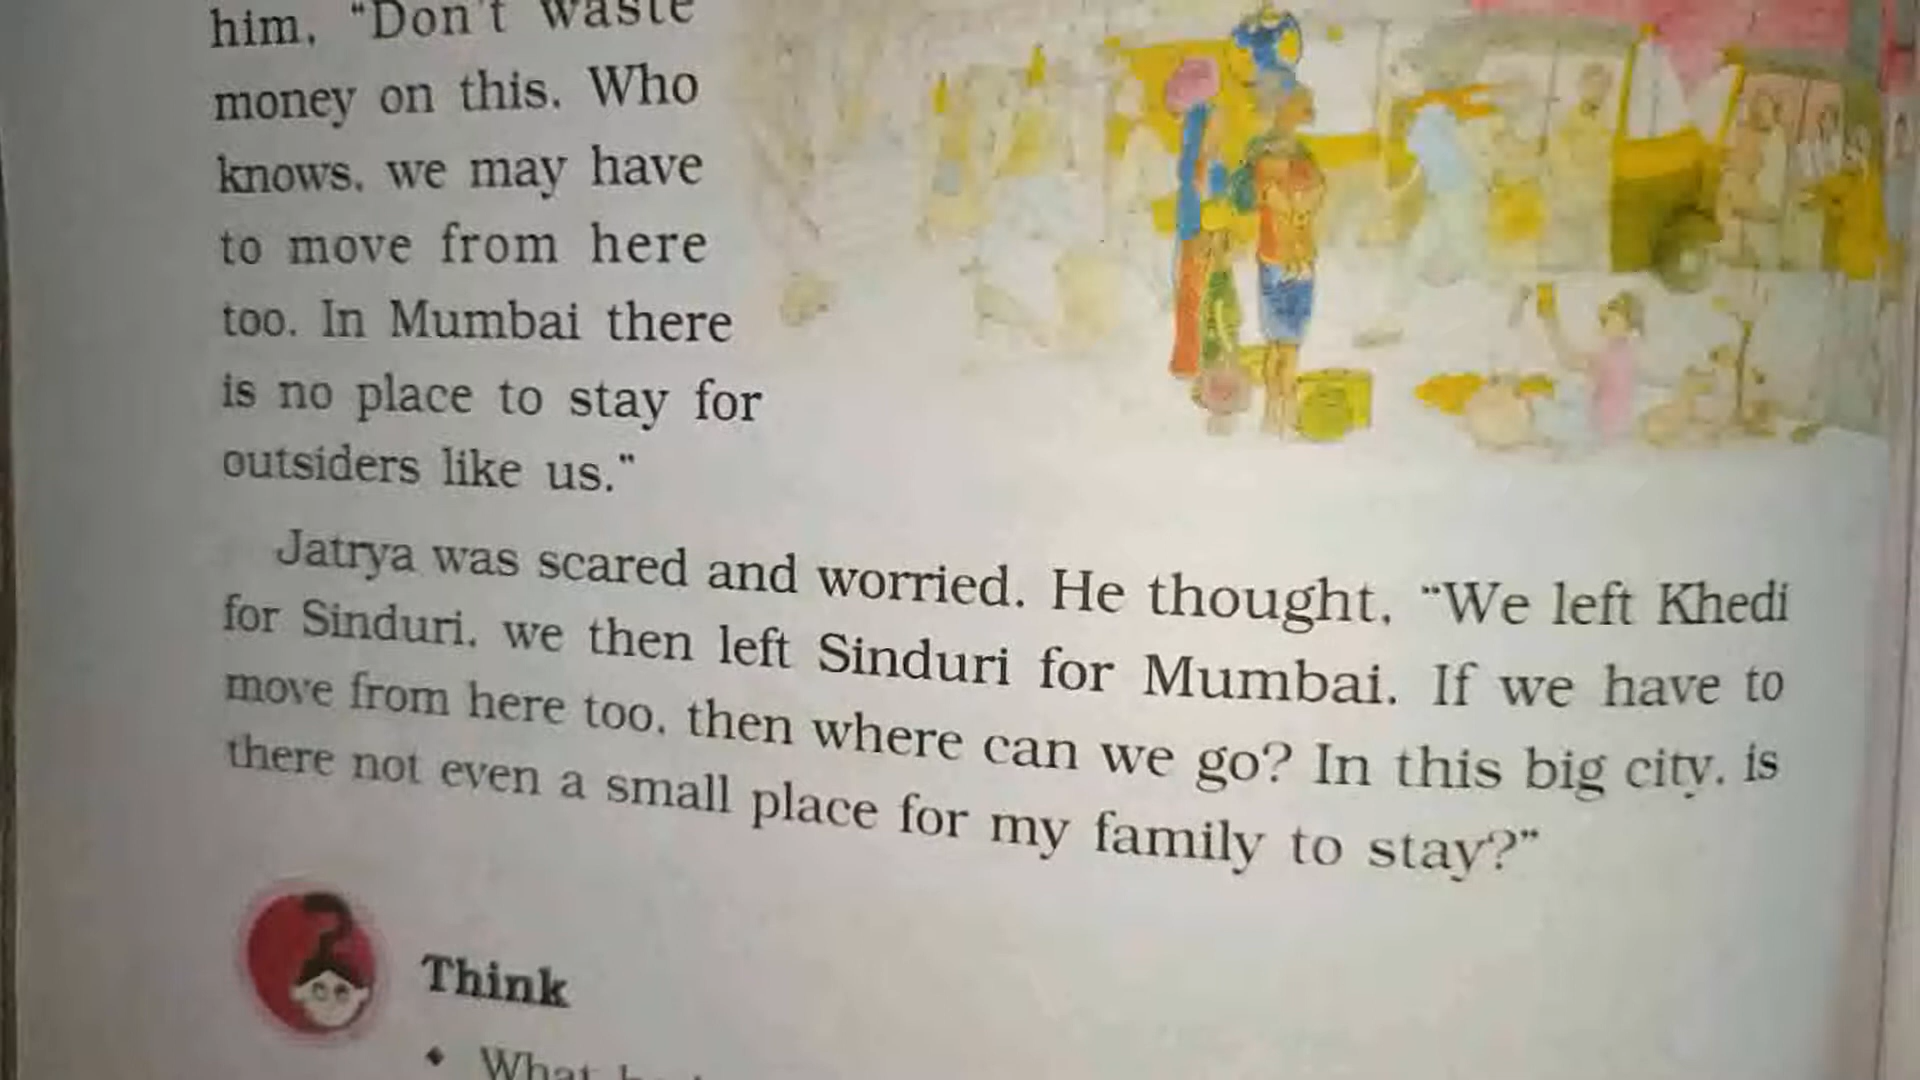 him, "Don't waste
money on this. Who
knows, we may have
to move from here
too. In Mumbai there
is no place to stay for
outsiders like us."
Jatrya was scared and worried. He thought, "We left Khedi
for Sinduri, we then left Sinduri for Mumbai. If we have to
move from here too, then where can we go? In this big city, is
there not even a small place for my family to stay?"
Think
• What